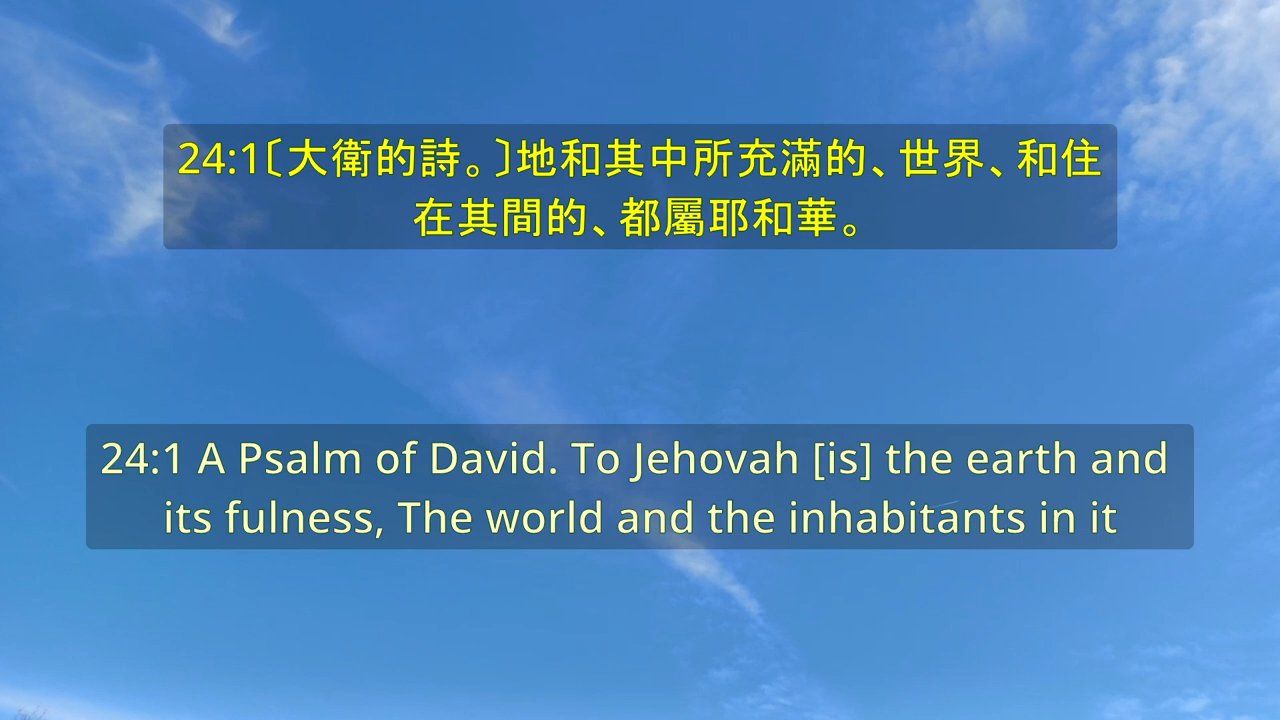 24:1〔大衛的詩。〕地和其中所充滿的、世界、和住
在其間的、都屬耶和華。
24:1 A Psalm of David. To Jehovah [is] the earth and
its fulness, The world and the inhabitants in it